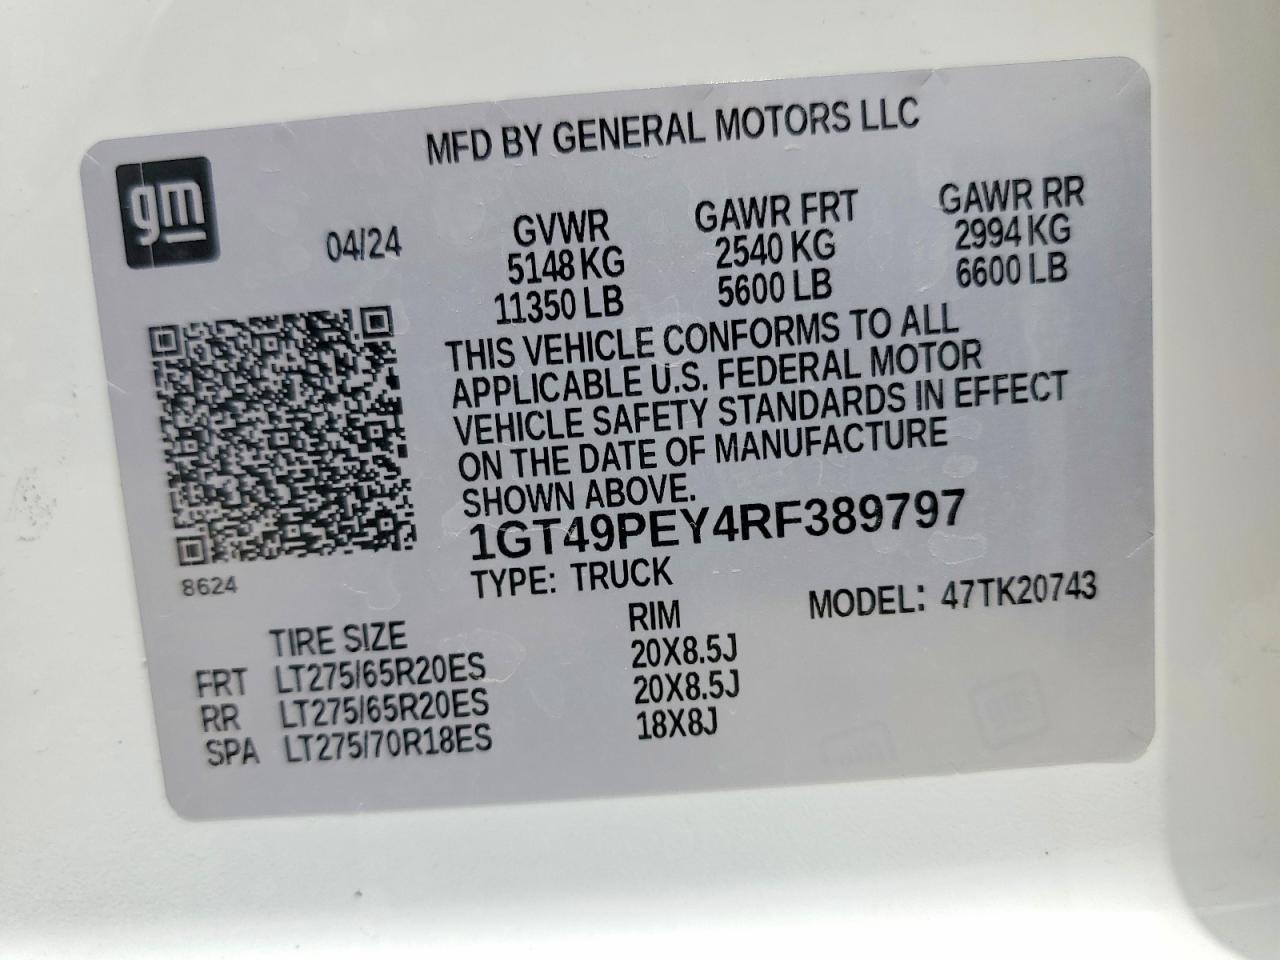 MFD BY GENERAL MOTORS LLC
gm
04/24
GVWR
5148 KG
11350 LB
GAWR FRT
2540 KG
5600 LB
GAWR RR
2994 KG
6600 LB
THIS VEHICLE CONFORMS TO ALL
APPLICABLE U.S. FEDERAL MOTOR
VEHICLE SAFETY STANDARDS IN EFFECT
ON THE DATE OF MANUFACTURE
SHOWN ABOVE.
1GT49PEY4RF389797
8624
TYPE: TRUCK
MODEL: 47TK20743
TIRE SIZE RIM
FRT LT275/65R20ES 20X8.5J
RR LT275/65R20ES 20X8.5J
SPA LT275/70R18ES 18X8J